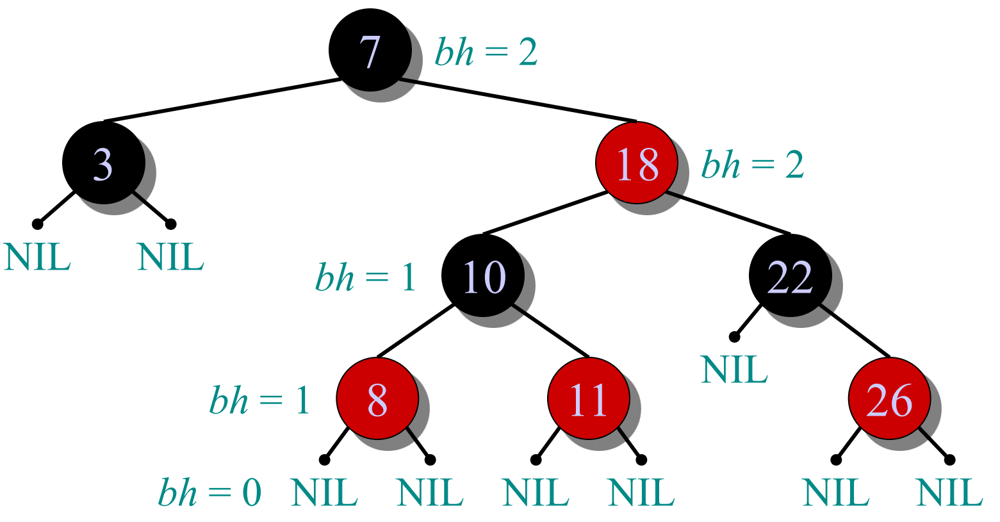 7 bh = 2
3 18 bh = 2
NIL NIL bh = 1 10 22
NIL
bh = 1 8 11 26
bh = 0 NIL NIL NIL NIL NIL NIL